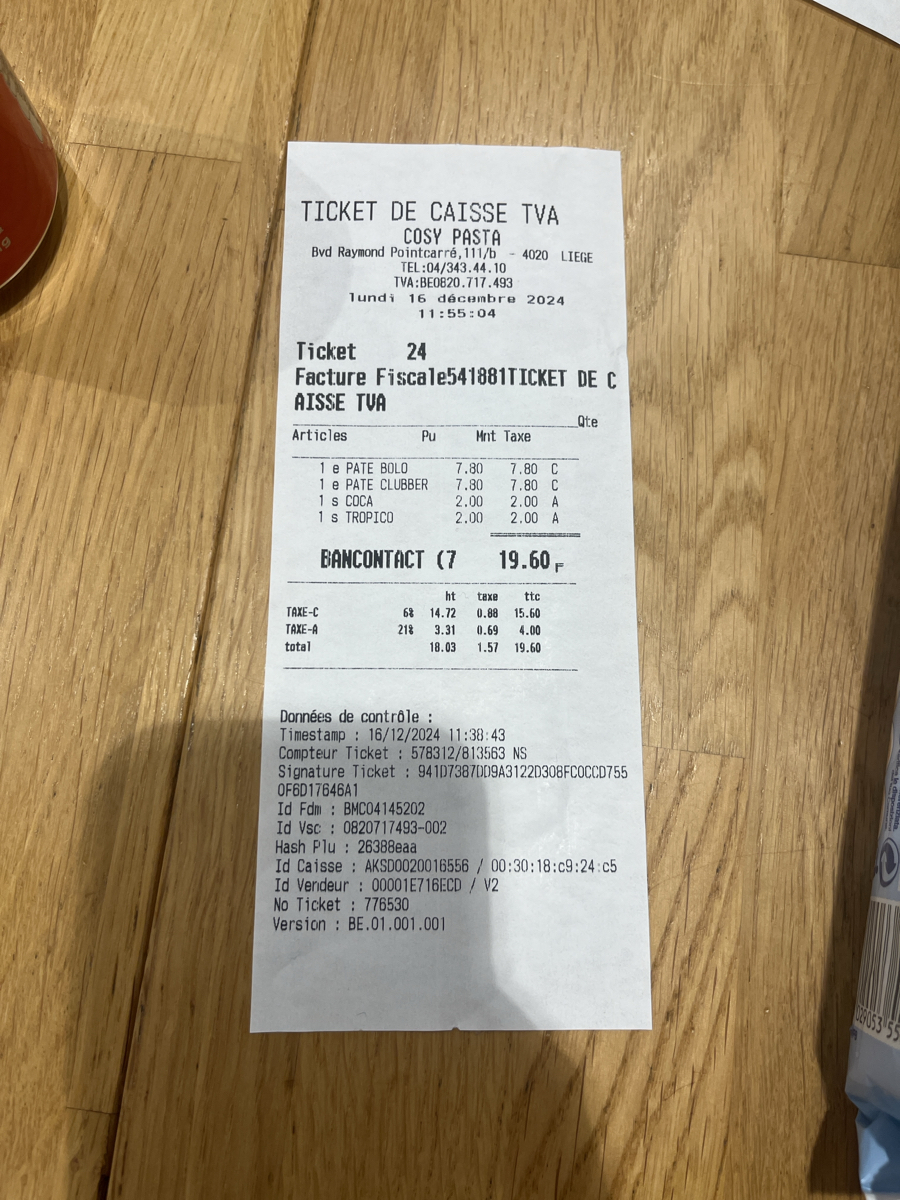 TICKET DE CAISSE TVA
COSY PASTA
Bvd Raymond Pointcarré,111/b - 4020 LIEGE
TEL:04/343.44.10
TVA:BE0820.717.493
lundi 16 décembre 2024
11:55:04
Ticket 24
Facture Fiscale541881TICKET DE C
AISSE TVA
Qte
Articles Pu Mnt Taxe
1 e PATE BOLO 7.80 7.80 C
1 e PATE CLUBBER 7.80 7.80 C
1 s COCA 2.00 2.00 A
1 s TROPICO 2.00 2.00 A
BANCONTACT (7 19.60 F
ht taxe ttc
TAXE-C 6% 14.72 0.88 15.60
TAXE-A 21% 3.31 0.69 4.00
total 18.03 1.57 19.60
Données de contrôle :
Timestamp : 16/12/2024 11:38:43
Compteur Ticket : 578312/813563 NS
Signature Ticket : 941D7387DD9A3122D308FC0CCD755
0F6D17646A1
Id Fdm : BMC04145202
Id Vsc : 0820717493-002
Hash Plu : 26388eaa
Id Caisse : AKSD0020016556 / 00:30:18:c9:24:c5
Id Vendeur : 00001E716ECD / V2
No Ticket : 776530
Version : BE.01.001.001